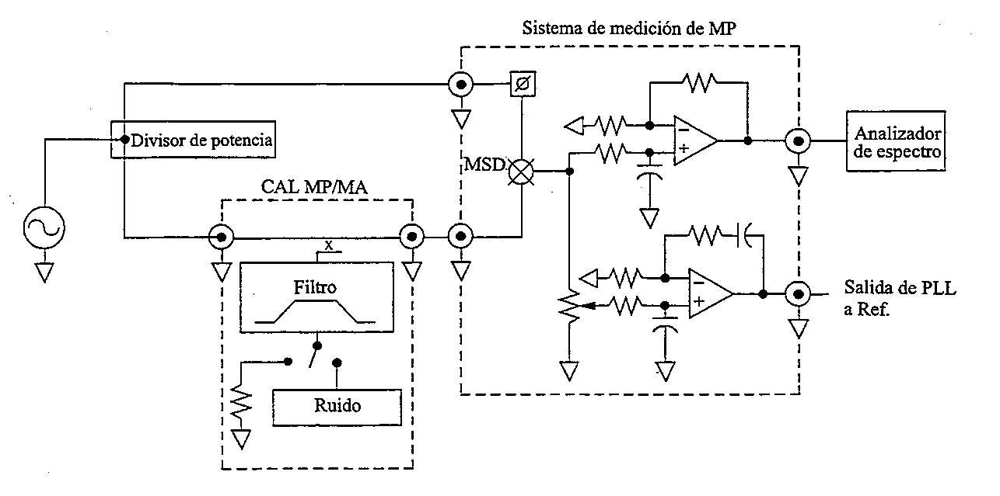 Sistema de medición de MP
Ø
Divisor de potencia
MSD
−
+
Analizador
de espectro
CAL MP/MA
x
Filtro
−
+
Salida de PLL
a Ref.
Ruido